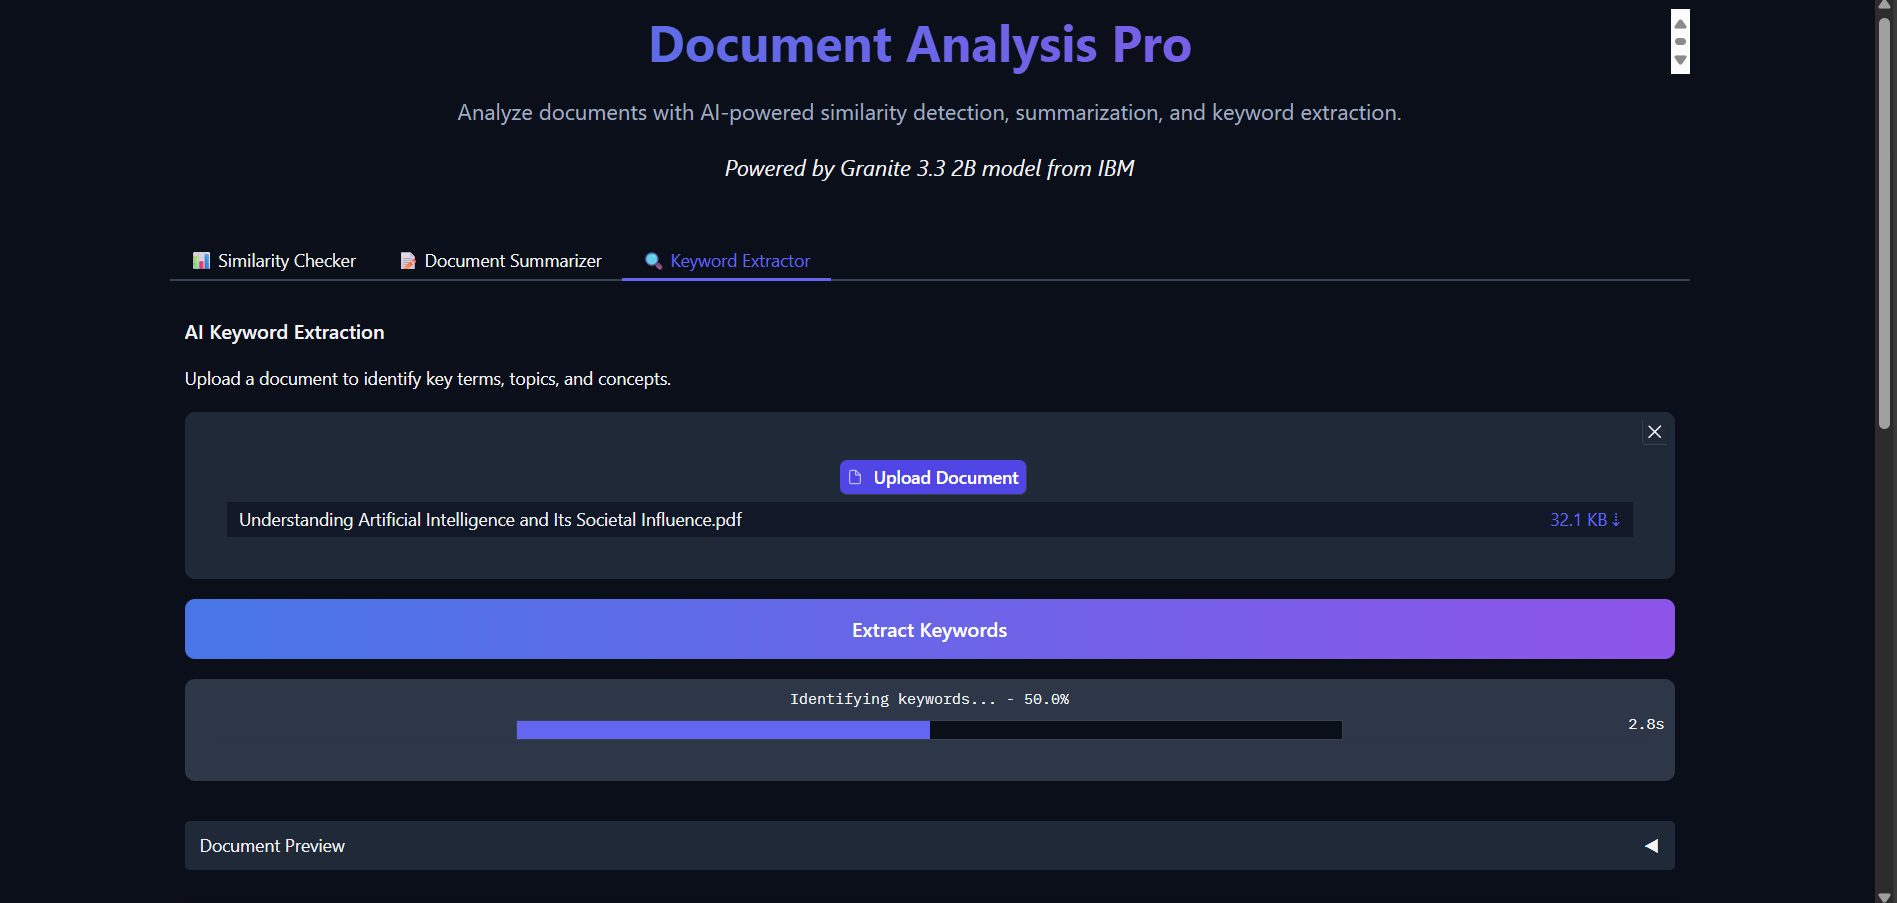 Document Analysis Pro
Analyze documents with AI-powered similarity detection, summarization, and keyword extraction.
Powered by Granite 3.3 2B model from IBM
Similarity Checker
Document Summarizer
Keyword Extractor
AI Keyword Extraction
Upload a document to identify key terms, topics, and concepts.
Upload Document
Understanding Artificial Intelligence and Its Societal Influence.pdf
32.1 KB ⇣
Extract Keywords
Identifying keywords... - 50.0%
2.8s
Document Preview